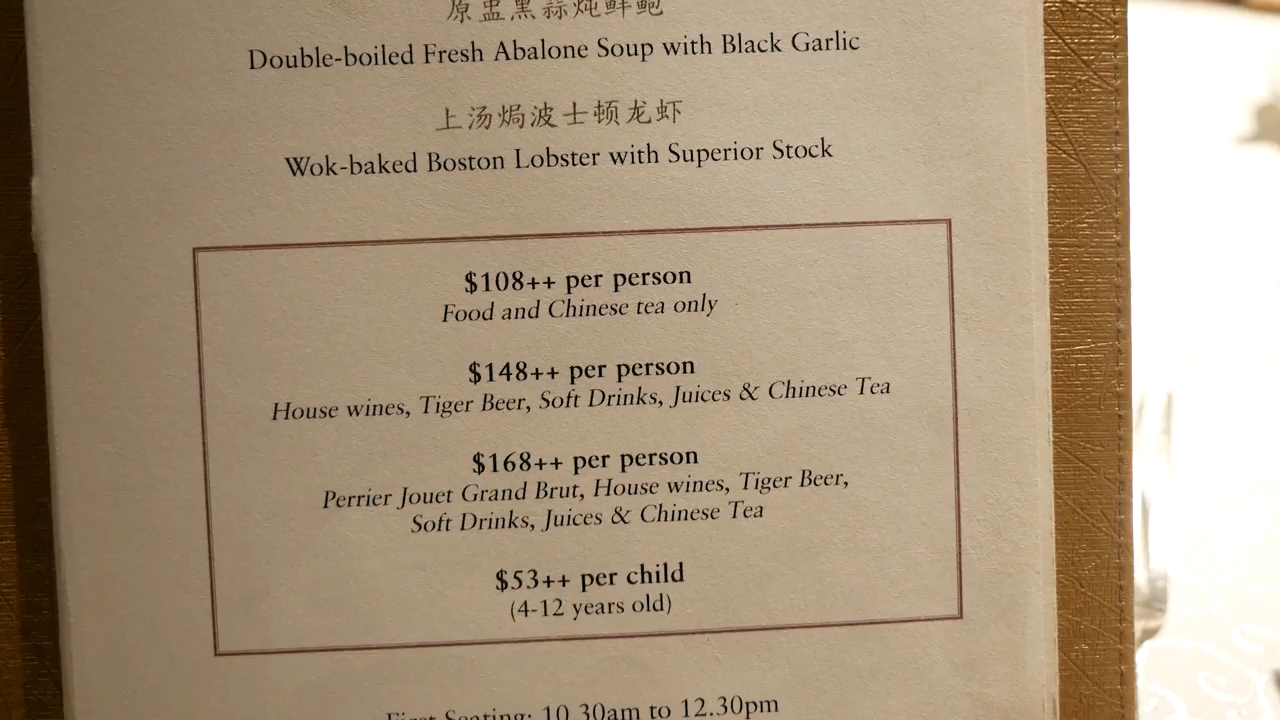 原盅黑蒜炖鲜鲍
Double-boiled Fresh Abalone Soup with Black Garlic
上汤焗波士顿龙虾
Wok-baked Boston Lobster with Superior Stock
$108++ per person
Food and Chinese tea only
$148++ per person
House wines, Tiger Beer, Soft Drinks, Juices & Chinese Tea
$168++ per person
Perrier Jouet Grand Brut, House wines, Tiger Beer,
Soft Drinks, Juices & Chinese Tea
$53++ per child
(4-12 years old)
First Seating: 10.30am to 12.30pm